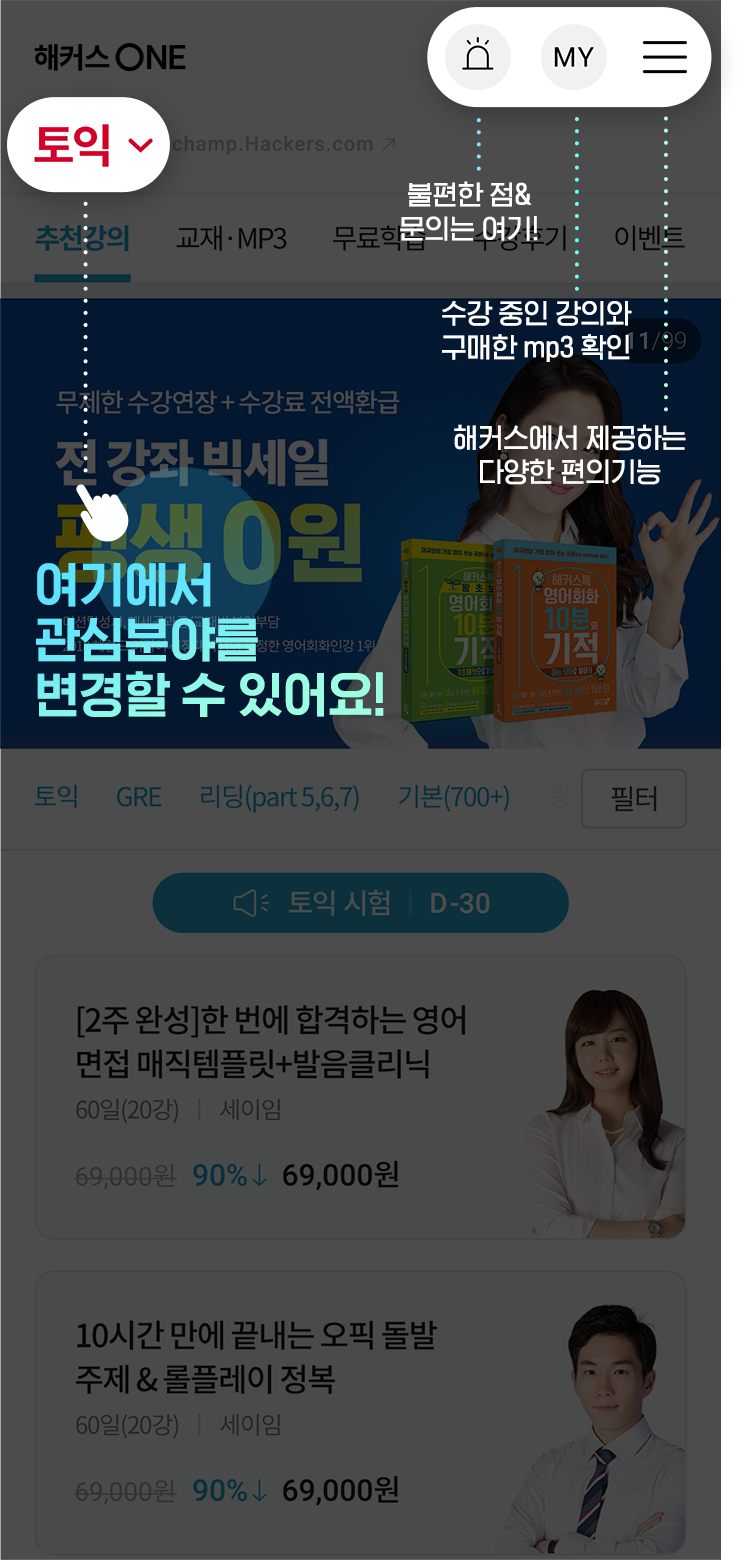 해커스 ONE
MY
토익
champ.Hackers.com
불편한 점&
문의는 여기!
추천강의 교재·MP3 무료학습 수강후기 이벤트
수강 중인 강의와
구매한 mp3 확인
11/99
무제한 수강연장 + 수강료 전액환급
전 강좌 빅세일
평생 0원
해커스에서 제공하는
다양한 편의기능
여기에서
관심분야를
변경할 수 있어요!
해커스톡
왕초보
영어회화
10분
기적
해커스톡
영어회화
10분의
기적
토익 GRE 리딩(part 5,6,7) 기본(700+) 필터
토익 시험 D-30
[2주 완성]한 번에 합격하는 영어
면접 매직템플릿+발음클리닉
60일(20강) 세이임
69,000원 90%↓ 69,000원
10시간 만에 끝내는 오픽 돌발
주제 & 롤플레이 정복
60일(20강) 세이임
69,000원 90%↓ 69,000원